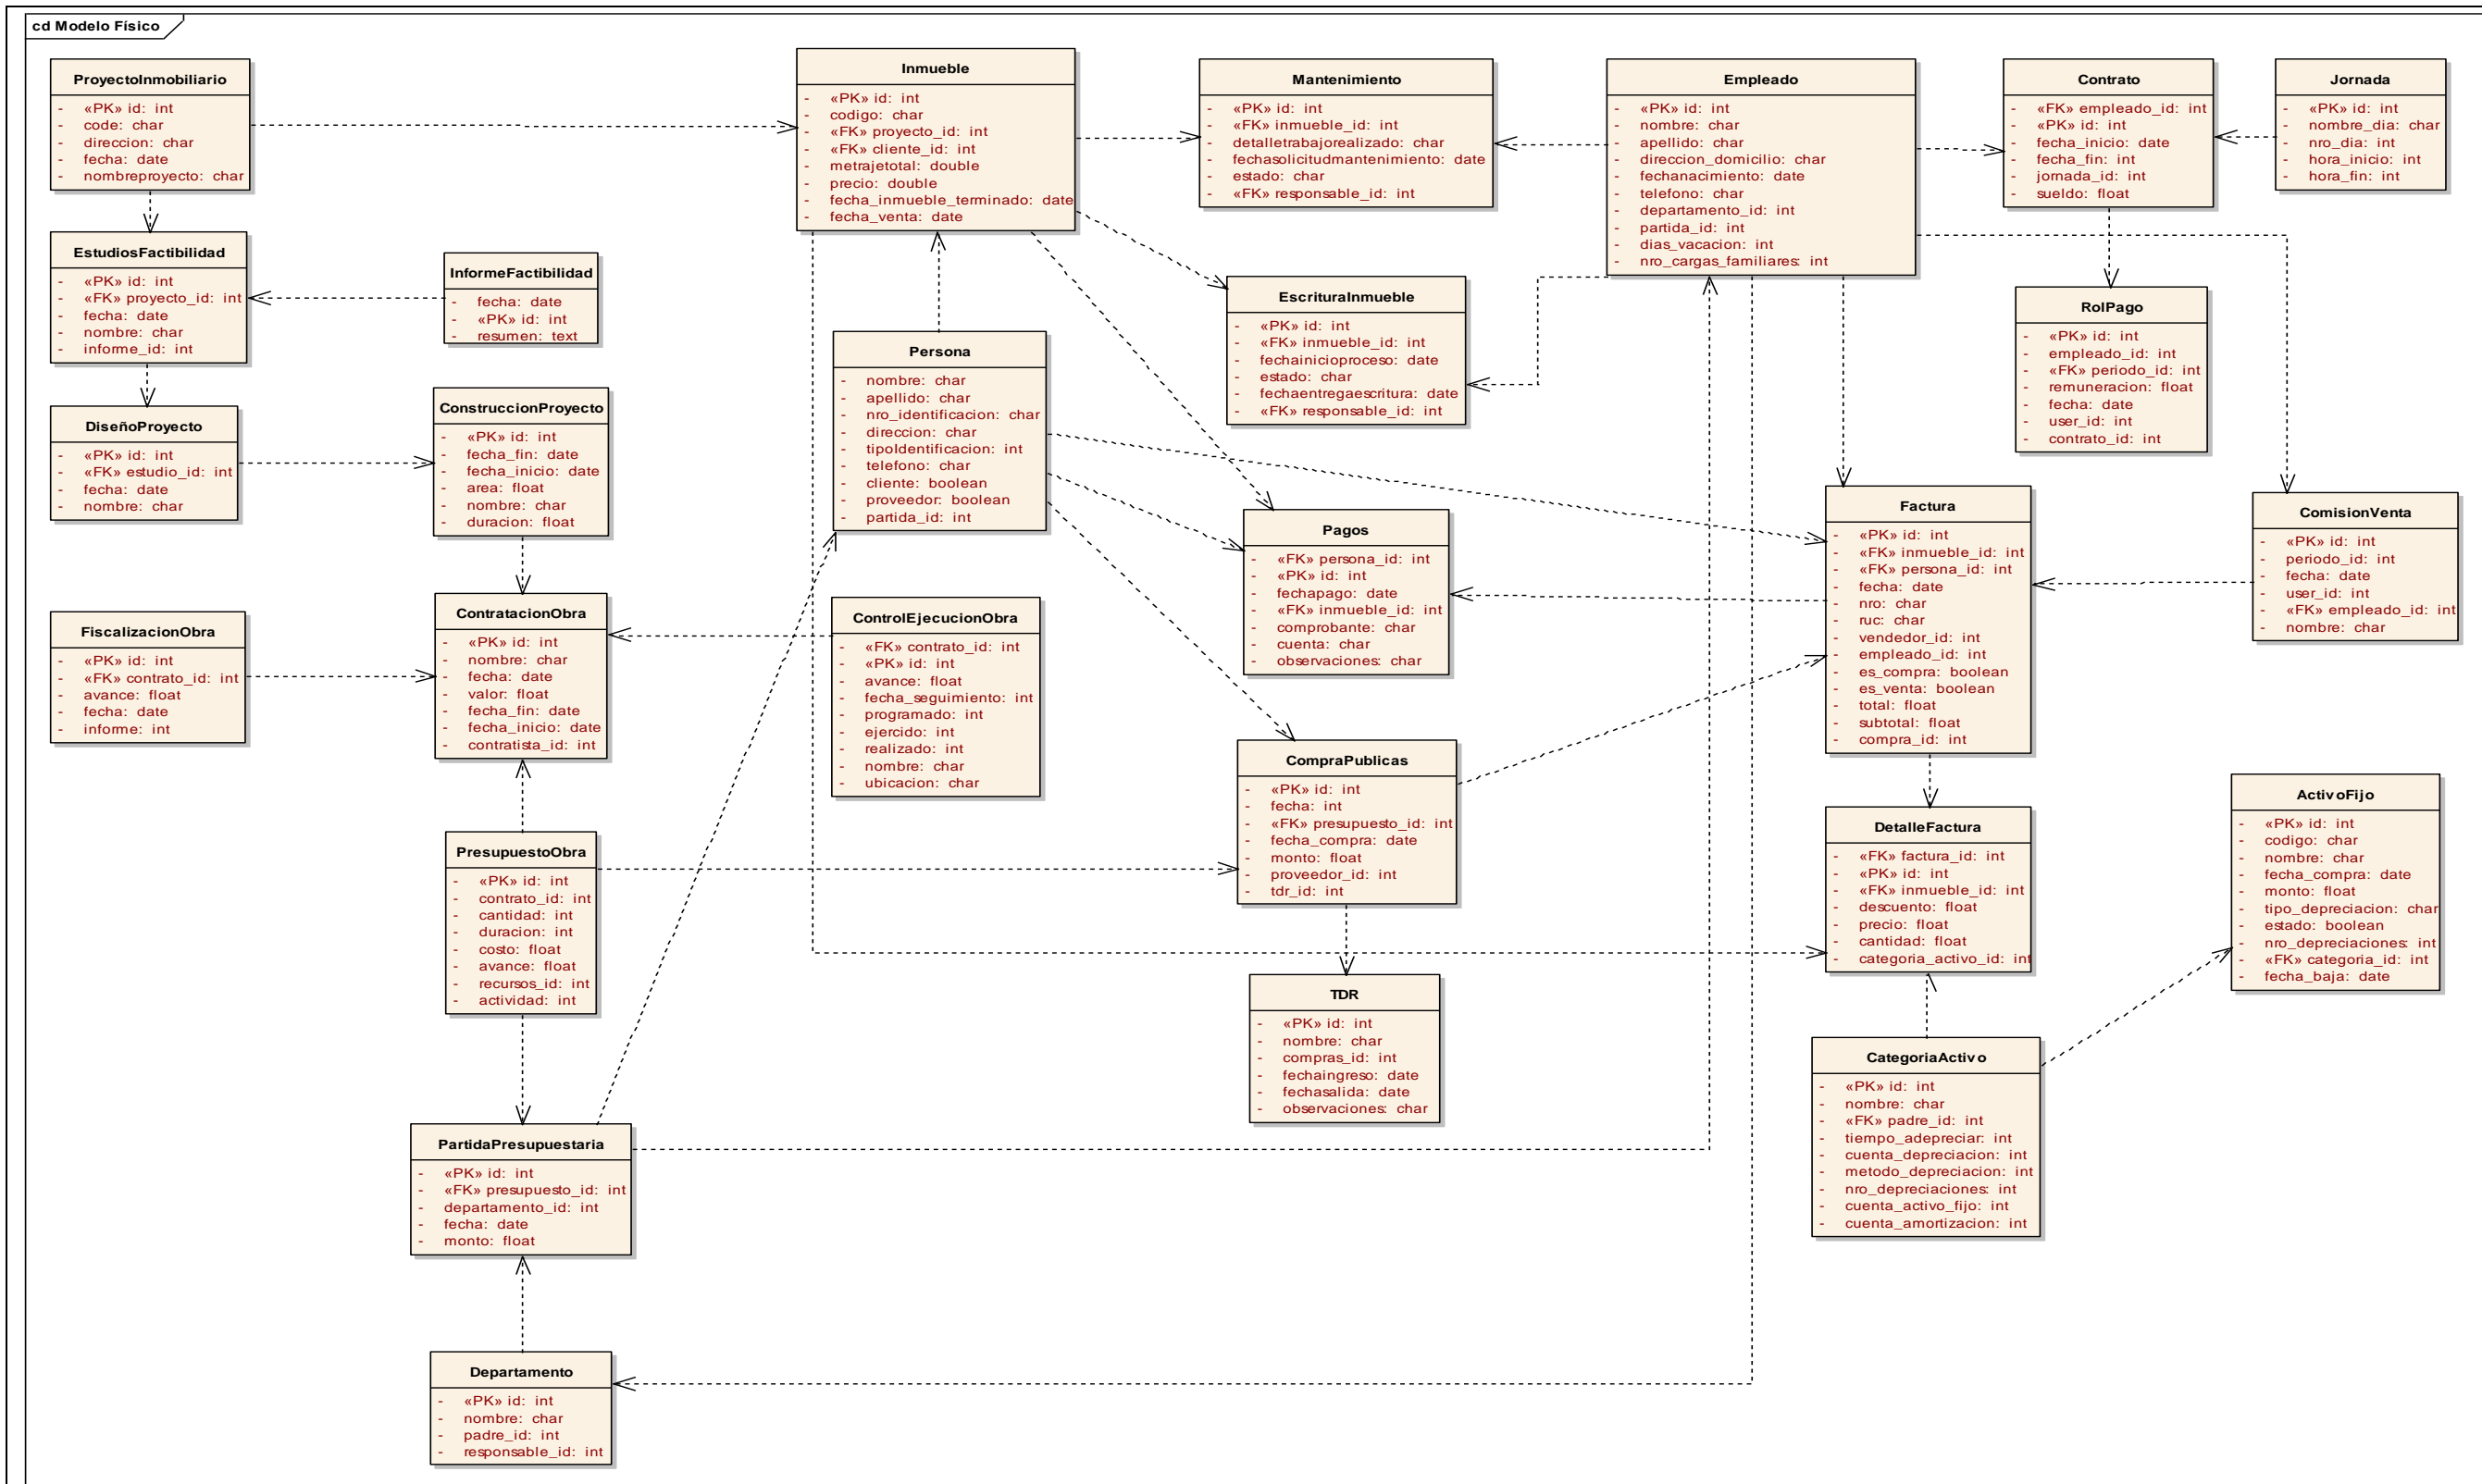 cd Modelo Físico
ProyectoInmobiliario
- «PK» id: int
- code: char
- direccion: char
- fecha: date
- nombreproyecto: char
Inmueble
- «PK» id: int
- codigo: char
- «FK» proyecto_id: int
- «FK» cliente_id: int
- metrajetotal: double
- precio: double
- fecha_inmueble_terminado: date
- fecha_venta: date
Mantenimiento
- «PK» id: int
- «FK» inmueble_id: int
- detalletrabajorealizado: char
- fechasolicitudmantenimiento: date
- estado: char
- «FK» responsable_id: int
Empleado
- «PK» id: int
- nombre: char
- apellido: char
- direccion_domicilio: char
- fechanacimiento: date
- telefono: char
- departamento_id: int
- partida_id: int
- dias_vacacion: int
- nro_cargas_familiares: int
Contrato
- «FK» empleado_id: int
- «PK» id: int
- fecha_inicio: date
- fecha_fin: int
- jornada_id: int
- sueldo: float
Jornada
- «PK» id: int
- nombre_dia: char
- nro_dia: int
- hora_inicio: int
- hora_fin: int
EstudiosFactibilidad
- «PK» id: int
- «FK» proyecto_id: int
- fecha: date
- nombre: char
- informe_id: int
InformeFactibilidad
- fecha: date
- «PK» id: int
- resumen: text
EscrituraInmueble
- «PK» id: int
- «FK» inmueble_id: int
- fechainicioproceso: date
- estado: char
- fechaentregaescritura: date
- «FK» responsable_id: int
RolPago
- «PK» id: int
- empleado_id: int
- «FK» periodo_id: int
- remuneracion: float
- fecha: date
- user_id: int
- contrato_id: int
Persona
- nombre: char
- apellido: char
- nro_identificacion: char
- direccion: char
- tipoIdentificacion: int
- telefono: char
- cliente: boolean
- proveedor: boolean
- partida_id: int
DiseñoProyecto
- «PK» id: int
- «FK» estudio_id: int
- fecha: date
- nombre: char
ConstruccionProyecto
- «PK» id: int
- fecha_fin: date
- fecha_inicio: date
- area: float
- nombre: char
- duracion: float
Pagos
- «FK» persona_id: int
- «PK» id: int
- fechapago: date
- «FK» inmueble_id: int
- comprobante: char
- cuenta: char
- observaciones: char
Factura
- «PK» id: int
- «FK» inmueble_id: int
- «FK» persona_id: int
- fecha: date
- nro: char
- ruc: char
- vendedor_id: int
- empleado_id: int
- es_compra: boolean
- es_venta: boolean
- total: float
- subtotal: float
- compra_id: int
ComisionVenta
- «PK» id: int
- periodo_id: int
- fecha: date
- user_id: int
- «FK» empleado_id: int
- nombre: char
FiscalizacionObra
- «PK» id: int
- «FK» contrato_id: int
- avance: float
- fecha: date
- informe: int
ContratacionObra
- «PK» id: int
- nombre: char
- fecha: date
- valor: float
- fecha_fin: date
- fecha_inicio: date
- contratista_id: int
ControlEjecucionObra
- «FK» contrato_id: int
- «PK» id: int
- avance: float
- fecha_seguimiento: int
- programado: int
- ejercido: int
- realizado: int
- nombre: char
- ubicacion: char
CompraPublicas
- «PK» id: int
- fecha: int
- «FK» presupuesto_id: int
- fecha_compra: date
- monto: float
- proveedor_id: int
- tdr_id: int
PresupuestoObra
- «PK» id: int
- contrato_id: int
- cantidad: int
- duracion: int
- costo: float
- avance: float
- recursos_id: int
- actividad: int
DetalleFactura
- «FK» factura_id: int
- «PK» id: int
- «FK» inmueble_id: int
- descuento: float
- precio: float
- cantidad: float
- categoria_activo_id: int
ActivoFijo
- «PK» id: int
- codigo: char
- nombre: char
- fecha_compra: date
- monto: float
- tipo_depreciacion: char
- estado: boolean
- nro_depreciaciones: int
- «FK» categoria_id: int
- fecha_baja: date
TDR
- «PK» id: int
- nombre: char
- compras_id: int
- fechaingreso: date
- fechasalida: date
- observaciones: char
CategoriaActivo
- «PK» id: int
- nombre: char
- «FK» padre_id: int
- tiempo_adepreciar: int
- cuenta_depreciacion: int
- metodo_depreciacion: int
- nro_depreciaciones: int
- cuenta_activo_fijo: int
- cuenta_amortizacion: int
PartidaPresupuestaria
- «PK» id: int
- «FK» presupuesto_id: int
- departamento_id: int
- fecha: date
- monto: float
Departamento
- «PK» id: int
- nombre: char
- padre_id: int
- responsable_id: int